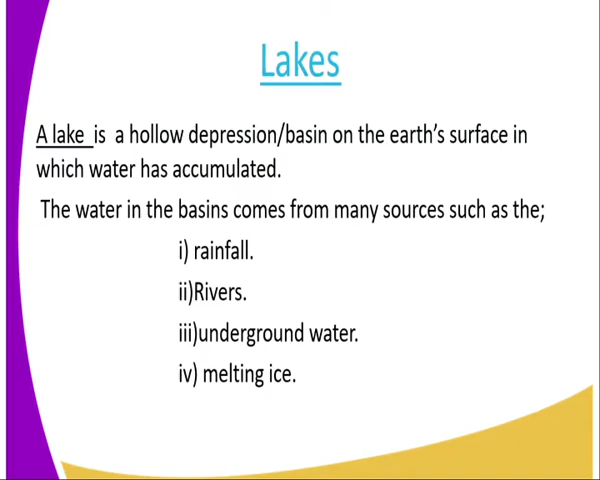 Lakes
A lake is a hollow depression/basin on the earth's surface in
which water has accumulated.
The water in the basins comes from many sources such as the;
i) rainfall.
ii)Rivers.
iii)underground water.
iv) melting ice.